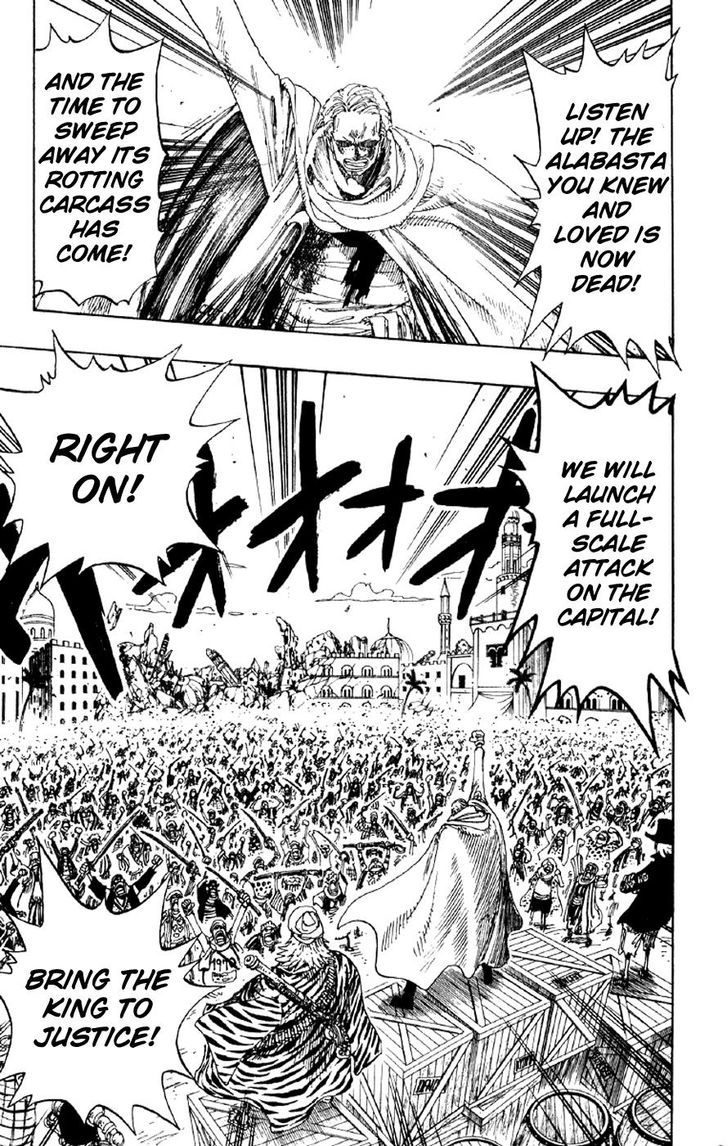 LISTEN
UP! THE
ALABASTA
YOU KNEW
AND
LOVED IS
NOW
DEAD!
AND THE
TIME TO
SWEEP
AWAY ITS
ROTTING
CARCASS
HAS
COME!
WE WILL
LAUNCH
A FULL-
SCALE
ATTACK
ON THE
CAPITAL!
RIGHT
ON!
オオオオ
BRING THE
KING TO
JUSTICE!